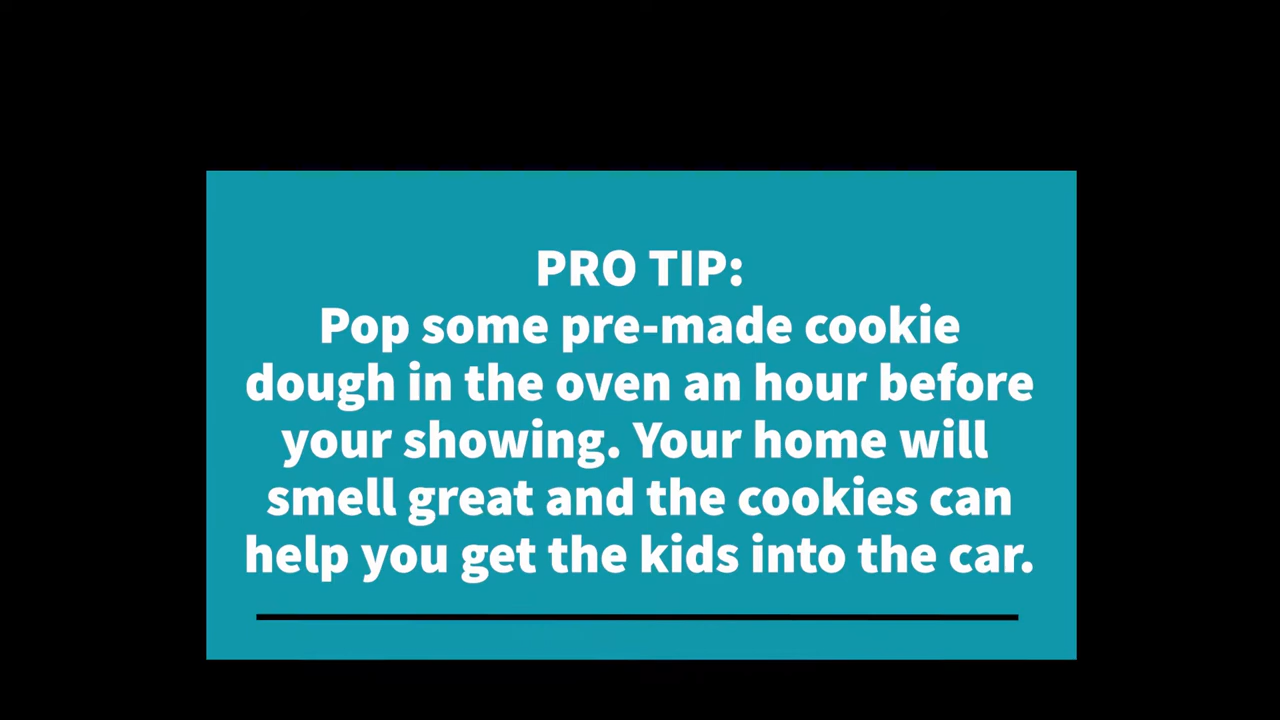 PRO TIP:
Pop some pre-made cookie
dough in the oven an hour before
your showing. Your home will
smell great and the cookies can
help you get the kids into the car.